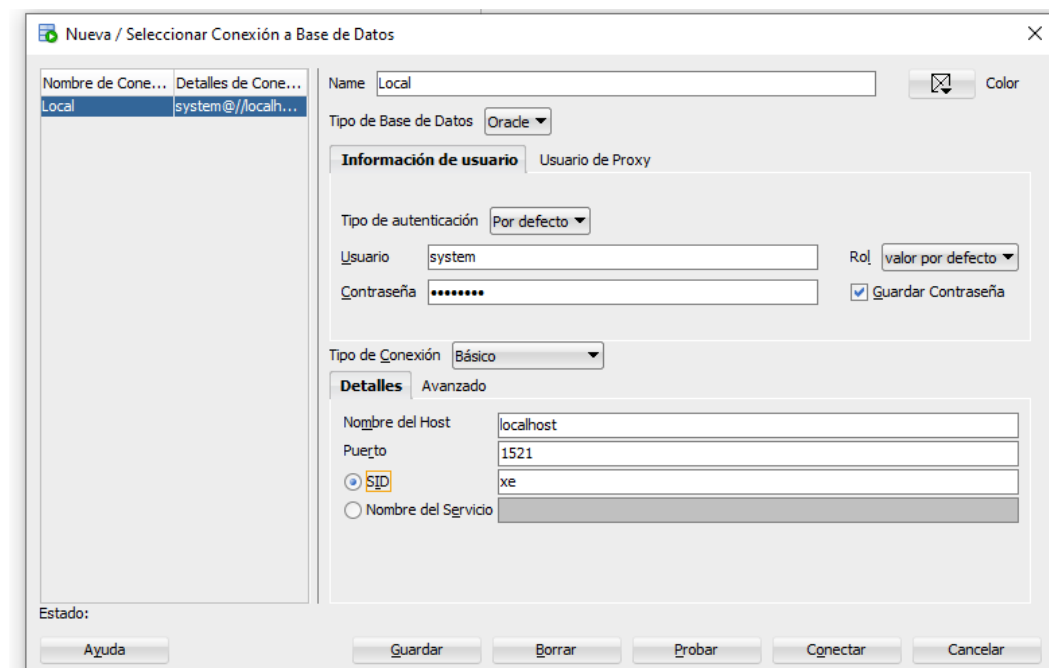 Nueva / Seleccionar Conexión a Base de Datos
Nombre de Cone... Detalles de Cone...
Local system@//localh...
Name Local Color
Tipo de Base de Datos Oracle
Información de usuario Usuario de Proxy
Tipo de autenticación Por defecto
Usuario system Rol valor por defecto
Contraseña •••••••• Guardar Contraseña
Tipo de Conexión Básico
Detalles Avanzado
Nombre del Host localhost
Puerto 1521
SID xe
Nombre del Servicio
Estado:
Ayuda Guardar Borrar Probar Conectar Cancelar